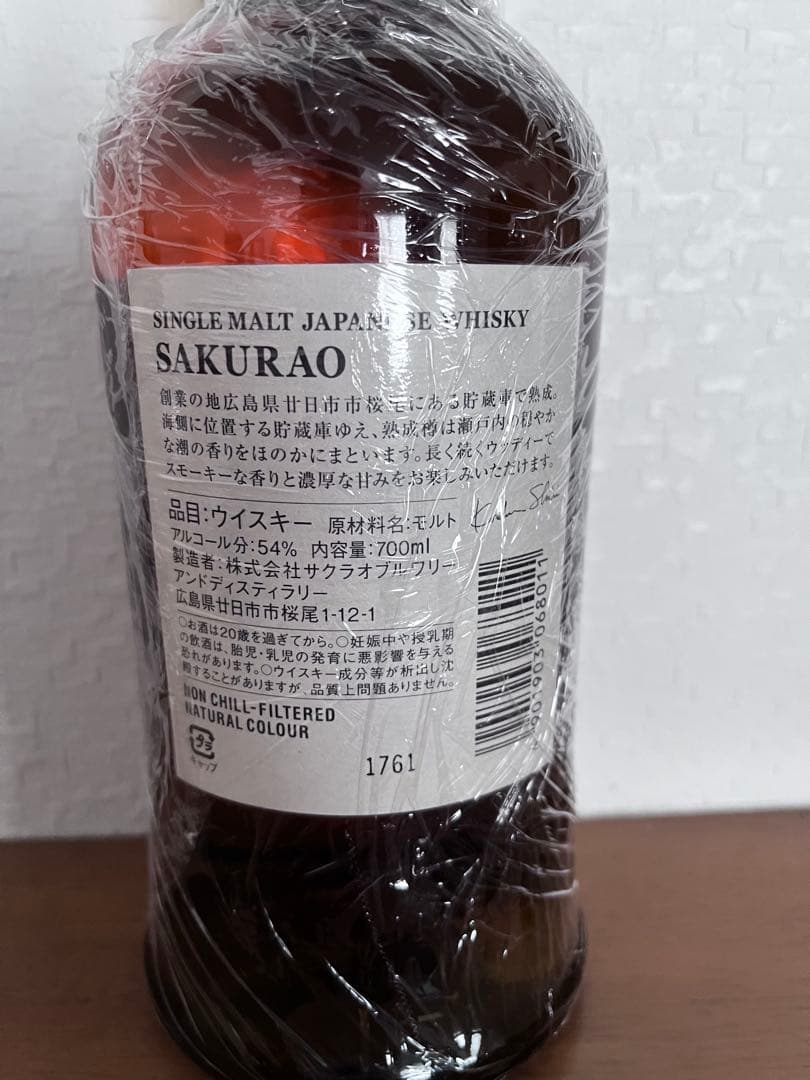 SINGLE MALT JAPANESE WHISKY
SAKURAO
創業の地広島県廿日市市桜尾にある貯蔵庫で熟成。
海側に位置する貯蔵庫ゆえ、熟成樽は瀬戸内の穏やか
な潮の香りをほのかにまといます。長く続くウッディーで
スモーキーな香りと濃厚な甘みをお楽しみいただけます。
品目:ウイスキー 原材料名:モルト
アルコール分:54% 内容量:700ml
製造者:株式会社サクラオブルワリー
アンドディスティラリー
広島県廿日市市桜尾1-12-1
○お酒は20歳を過ぎてから。○妊娠中や授乳期
の飲酒は、胎児・乳児の発育に悪影響を与える
恐れがあります。○ウイスキー成分等が析出し沈
殿することがありますが、品質上問題ありません。
NON CHILL-FILTERED
NATURAL COLOUR
プラ
キャップ
1761
4901903068011